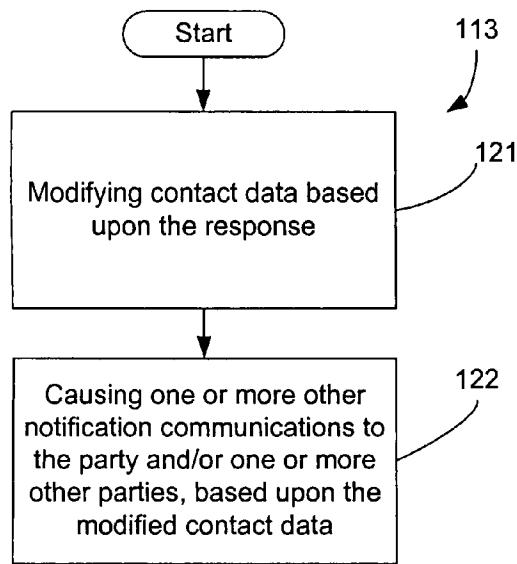 Start
113
Modifying contact data based
upon the response
121
Causing one or more other
notification communications to
the party and/or one or more
other parties, based upon the
modified contact data
122